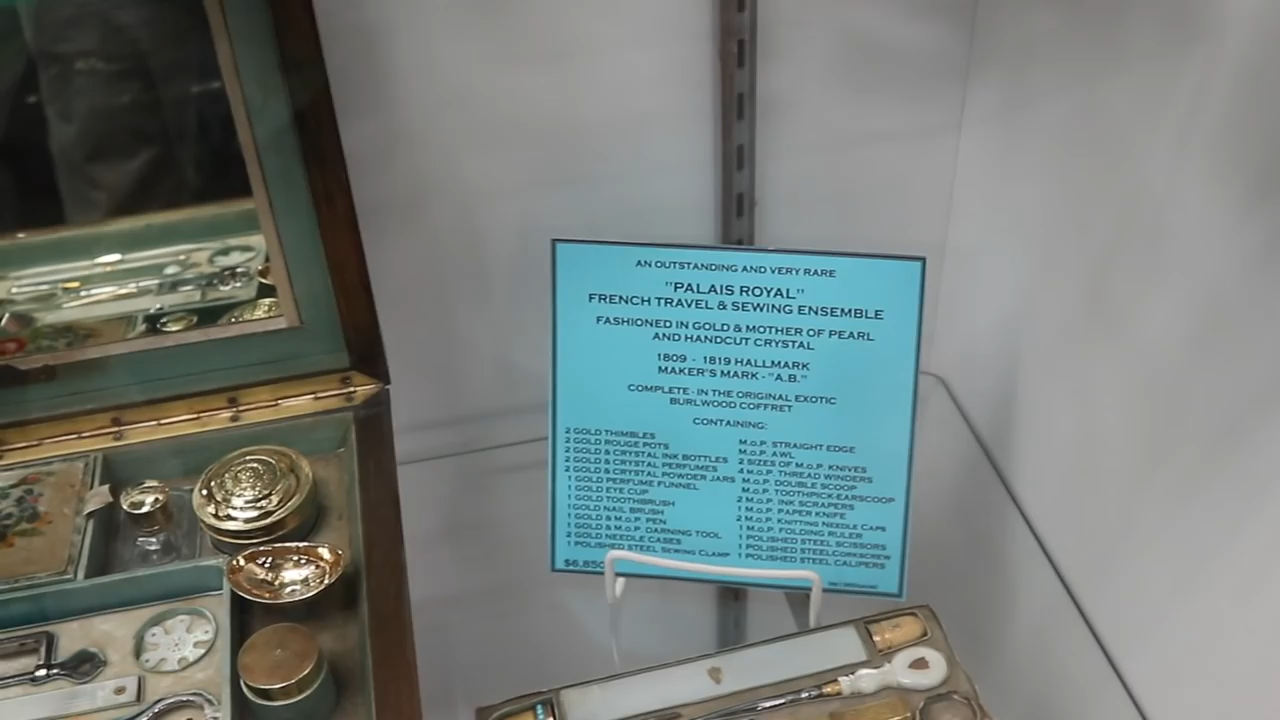 AN OUTSTANDING AND VERY RARE
"PALAIS ROYAL"
FRENCH TRAVEL & SEWING ENSEMBLE
FASHIONED IN GOLD & MOTHER OF PEARL
AND HANDCUT CRYSTAL
1809 - 1819 HALLMARK
MAKER'S MARK - "A.B."
COMPLETE - IN THE ORIGINAL EXOTIC
BURLWOOD COFFRET
CONTAINING:
2 GOLD THIMBLES
2 GOLD ROUGE POTS
2 GOLD & CRYSTAL INK BOTTLES
2 GOLD & CRYSTAL PERFUMES
2 GOLD & CRYSTAL POWDER JARS
1 GOLD PERFUME FUNNEL
1 GOLD EYE CUP
1 GOLD TOOTHBRUSH
1 GOLD NAIL BRUSH
1 GOLD & M.O.P. PEN
1 GOLD & M.O.P. DARNING TOOL
2 GOLD NEEDLE CASES
1 POLISHED STEEL SEWING CLAMP
M.O.P. STRAIGHT EDGE
M.O.P. AWL
2 SIZES OF M.O.P. KNIVES
4 M.O.P. THREAD WINDERS
M.O.P. DOUBLE SCOOP
M.O.P. TOOTHPICK-EARSCOOP
2 M.O.P. INK SCRAPERS
1 M.O.P. PAPER KNIFE
2 M.O.P. KNITTING NEEDLE CAPS
1 M.O.P. FOLDING RULER
1 POLISHED STEEL SCISSORS
1 POLISHED STEEL CORKSCREW
1 POLISHED STEEL CALIPERS
$6,850